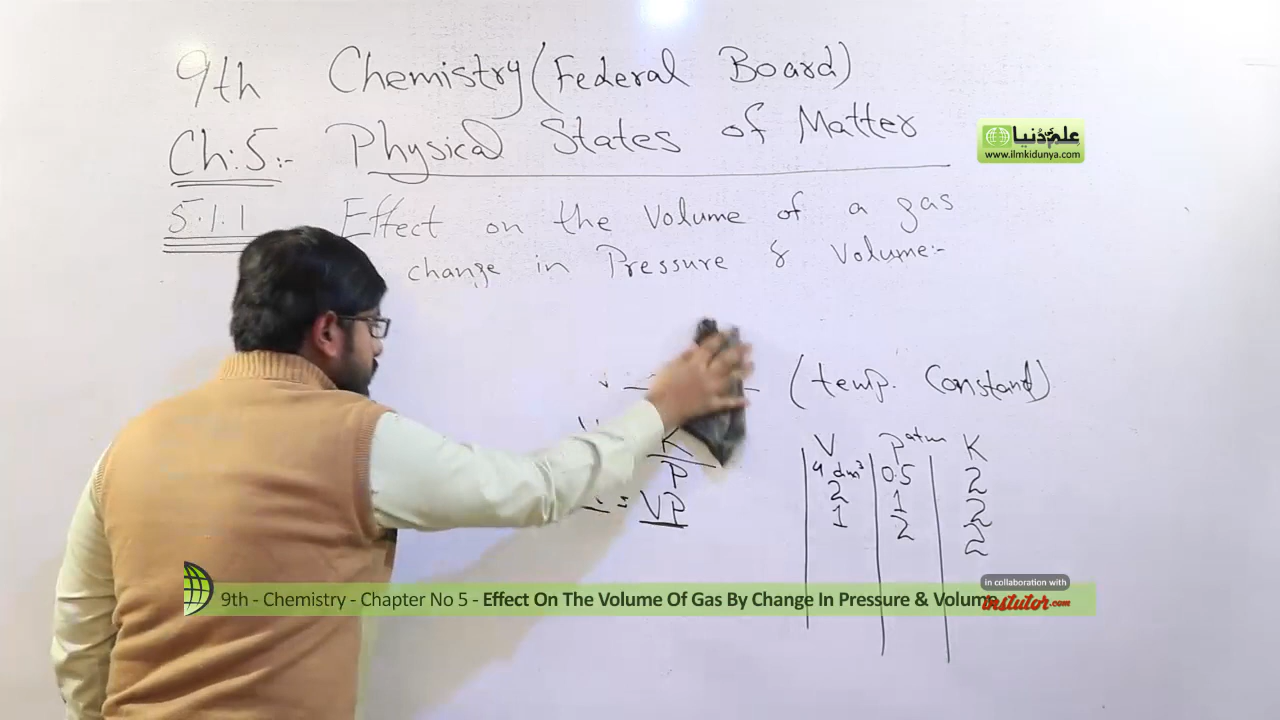 9th Chemistry (Federal Board)
Ch:5:- Physical States of Matter
علم کی دنیا
www.ilmkidunya.com
5.1.1 Effect on the Volume of a gas
change in Pressure & Volume:-
(temp. Constant)
K
P
= VP
V P atm K
4 dm³ 0.5 2
2 1 2
1 2 2
in collaboration with
9th - Chemistry - Chapter No 5 - Effect On The Volume Of Gas By Change In Pressure & Volume
instutor.com